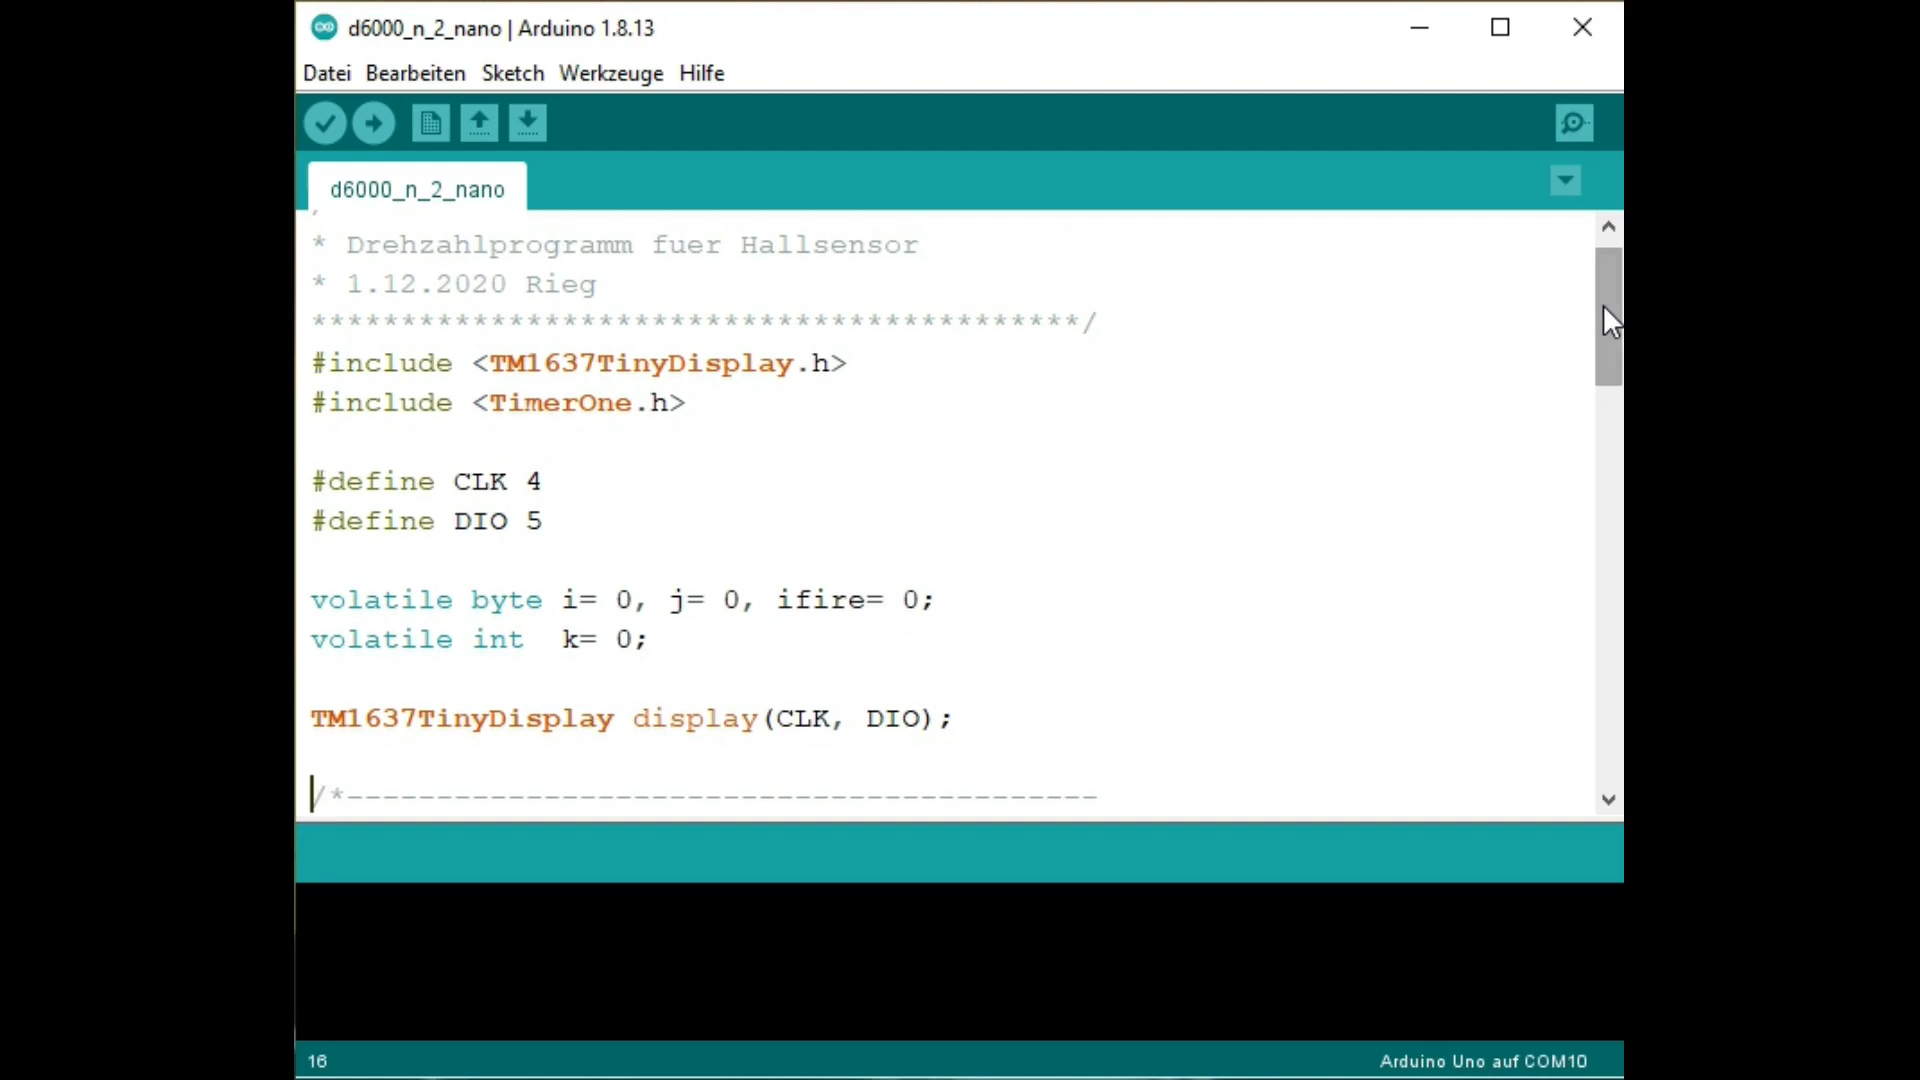 d6000_n_2_nano | Arduino 1.8.13
Datei Bearbeiten Sketch Werkzeuge Hilfe
d6000_n_2_nano
* Drehzahlprogramm fuer Hallsensor
* 1.12.2020 Rieg
*******************************************/
#include <TM1637TinyDisplay.h>
#include <TimerOne.h>
#define CLK 4
#define DIO 5
volatile byte i= 0, j= 0, ifire= 0;
volatile int  k= 0;
TM1637TinyDisplay display(CLK, DIO);
/*------------------------------------------
16
Arduino Uno auf COM10